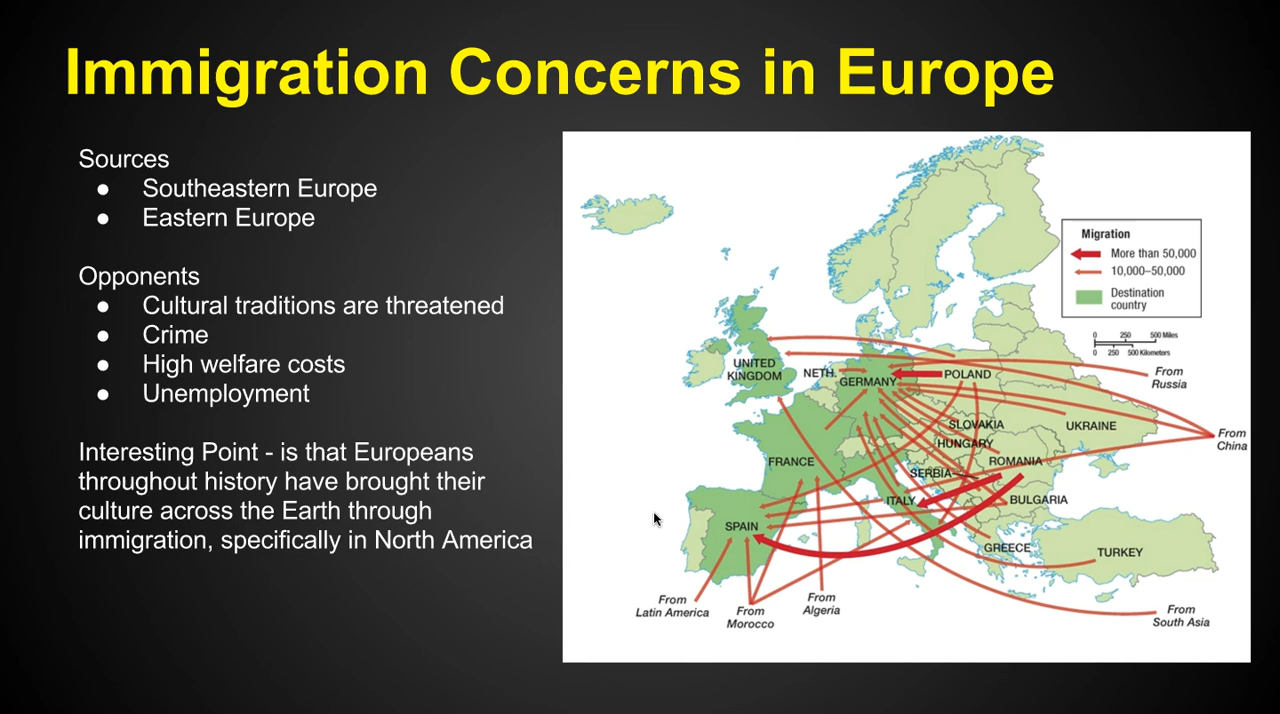 Immigration Concerns in Europe
Sources
● Southeastern Europe
● Eastern Europe
Opponents
● Cultural traditions are threatened
● Crime
● High welfare costs
● Unemployment
Interesting Point - is that Europeans
throughout history have brought their
culture across the Earth through
immigration, specifically in North America
Migration
More than 50,000
10,000–50,000
Destination
country
0 250 500 Miles
0 250 500 Kilometers
UNITED
KINGDOM
NETH.
GERMANY
POLAND
From
Russia
SLOVAKIA
UKRAINE
HUNGARY
From
China
FRANCE
SERBIA
ROMANIA
ITALY
BULGARIA
SPAIN
GREECE
TURKEY
From
Latin America
From
Morocco
From
Algeria
From
South Asia